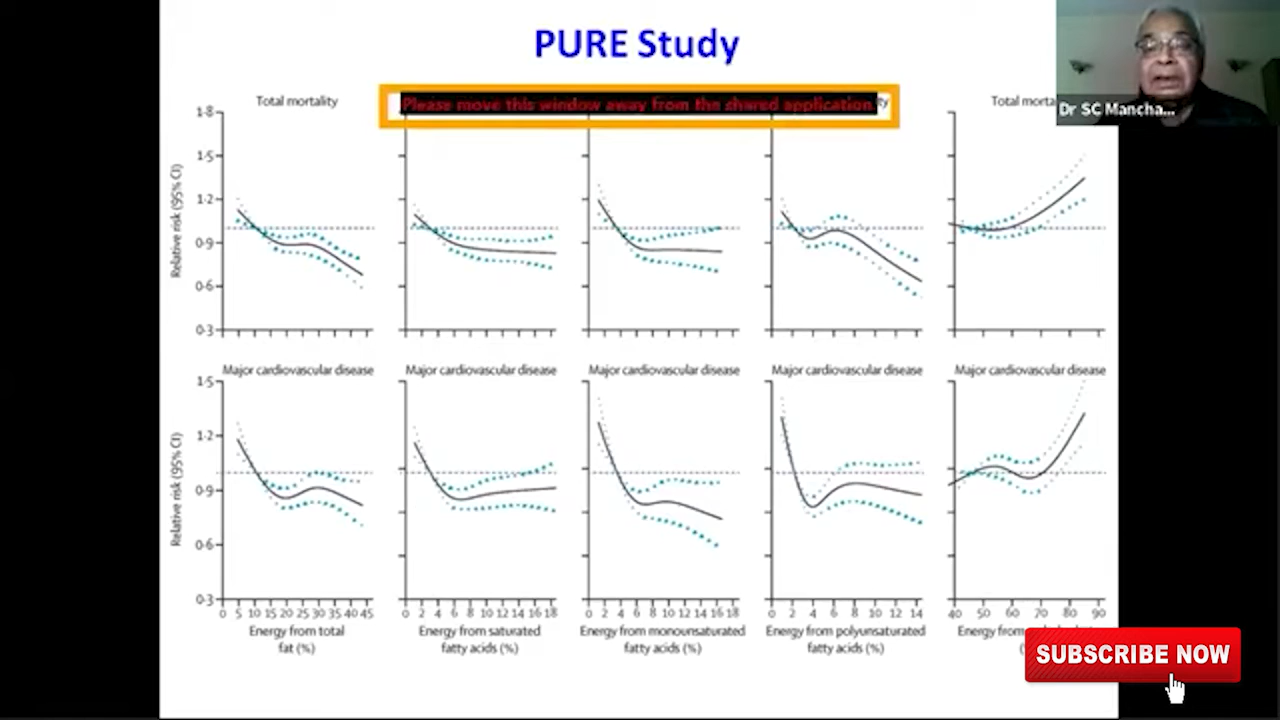 PURE Study
Please move this window away from the shared application
Dr SC Mancha...
Total mortality
ty
Total morta
1·8
1·5
1·2
0·9
0·6
0·3
Relative risk (95% CI)
Major cardiovascular disease
Major cardiovascular disease
Major cardiovascular disease
Major cardiovascular disease
Major cardiovascular disease
1·5
1·2
0·9
0·6
0·3
Relative risk (95% CI)
0 5 10 15 20 25 30 35 40 45
0 2 4 6 8 10 12 14 16 18
0 2 4 6 8 10 12 14 16 18
0 2 4 6 8 10 12 14
40 50 60 70 80 90
Energy from total
fat (%)
Energy from saturated
fatty acids (%)
Energy from monounsaturated
fatty acids (%)
Energy from polyunsaturated
fatty acids (%)
Energy from
SUBSCRIBE NOW